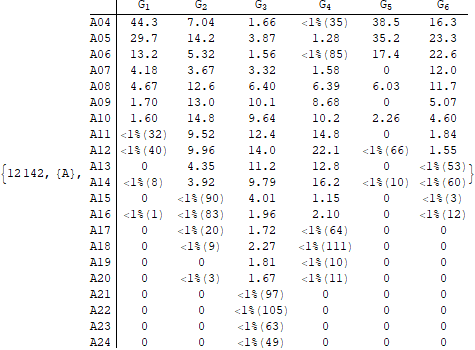 G1 G2 G3 G4 G5 G6
A04 44.3 7.04 1.66 <1%(35) 38.5 16.3
A05 29.7 14.2 3.87 1.28 35.2 23.3
A06 13.2 5.32 1.56 <1%(85) 17.4 22.6
A07 4.18 3.67 3.32 1.58 0 12.0
A08 4.67 12.6 6.40 6.39 6.03 11.7
A09 1.70 13.0 10.1 8.68 0 5.07
A10 1.60 14.8 9.64 10.2 2.26 4.60
A11 <1%(32) 9.52 12.4 14.8 0 1.84
A12 <1%(40) 9.96 14.0 22.1 <1%(66) 1.55
{12142, {A}, A13 0 4.35 11.2 12.8 0 <1%(53) }
A14 <1%(8) 3.92 9.79 16.2 <1%(10) <1%(60)
A15 0 <1%(90) 4.01 1.15 0 <1%(3)
A16 <1%(1) <1%(83) 1.96 2.10 0 <1%(12)
A17 0 <1%(20) 1.72 <1%(64) 0 0
A18 0 <1%(9) 2.27 <1%(111) 0 0
A19 0 0 1.81 <1%(10) 0 0
A20 0 <1%(3) 1.67 <1%(11) 0 0
A21 0 0 <1%(97) 0 0 0
A22 0 0 <1%(105) 0 0 0
A23 0 0 <1%(63) 0 0 0
A24 0 0 <1%(49) 0 0 0